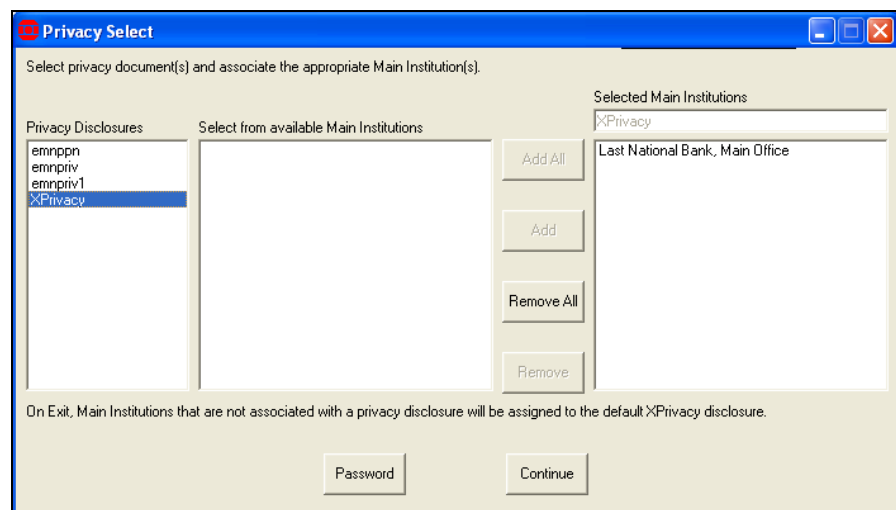 Privacy Select
Select privacy document(s) and associate the appropriate Main Institution(s).
Selected Main Institutions
Privacy Disclosures
Select from available Main Institutions
XPrivacy
emnppn
emnpriv
emnpriv1
XPrivacy
Add All
Last National Bank, Main Office
Add
Remove All
Remove
On Exit, Main Institutions that are not associated with a privacy disclosure will be assigned to the default XPrivacy disclosure.
Password
Continue